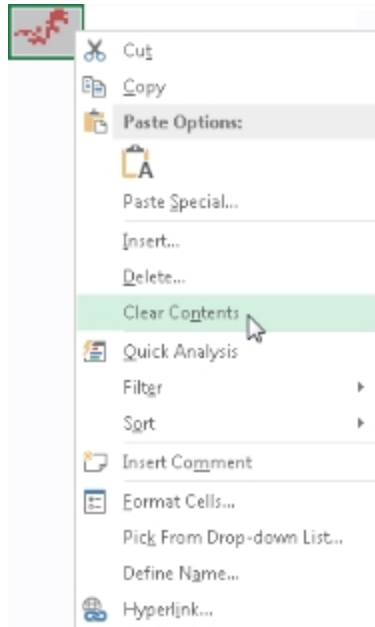 Cut
Copy
Paste Options:
A
Paste Special...
Insert...
Delete...
Clear Contents
Quick Analysis
Filter
Sort
Insert Comment
Format Cells...
Pick From Drop-down List...
Define Name...
Hyperlink...